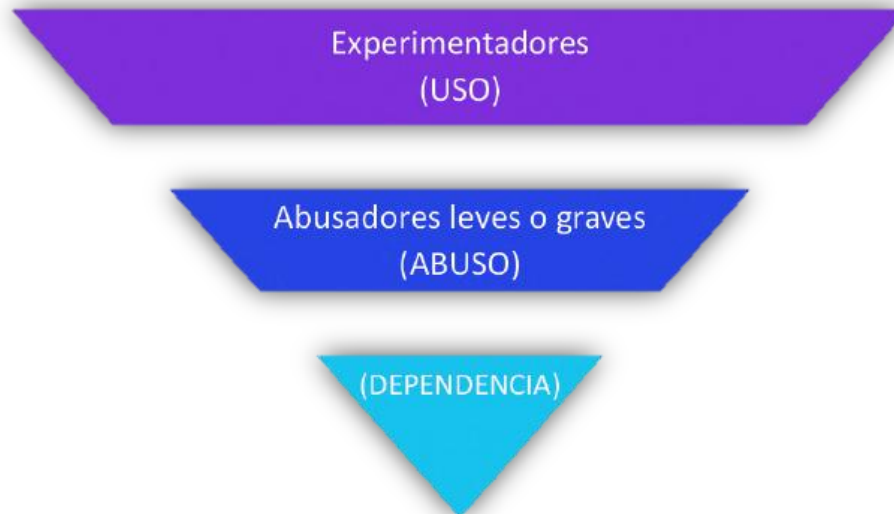 Experimentadores
(USO)
Abusadores leves o graves
(ABUSO)
(DEPENDENCIA)